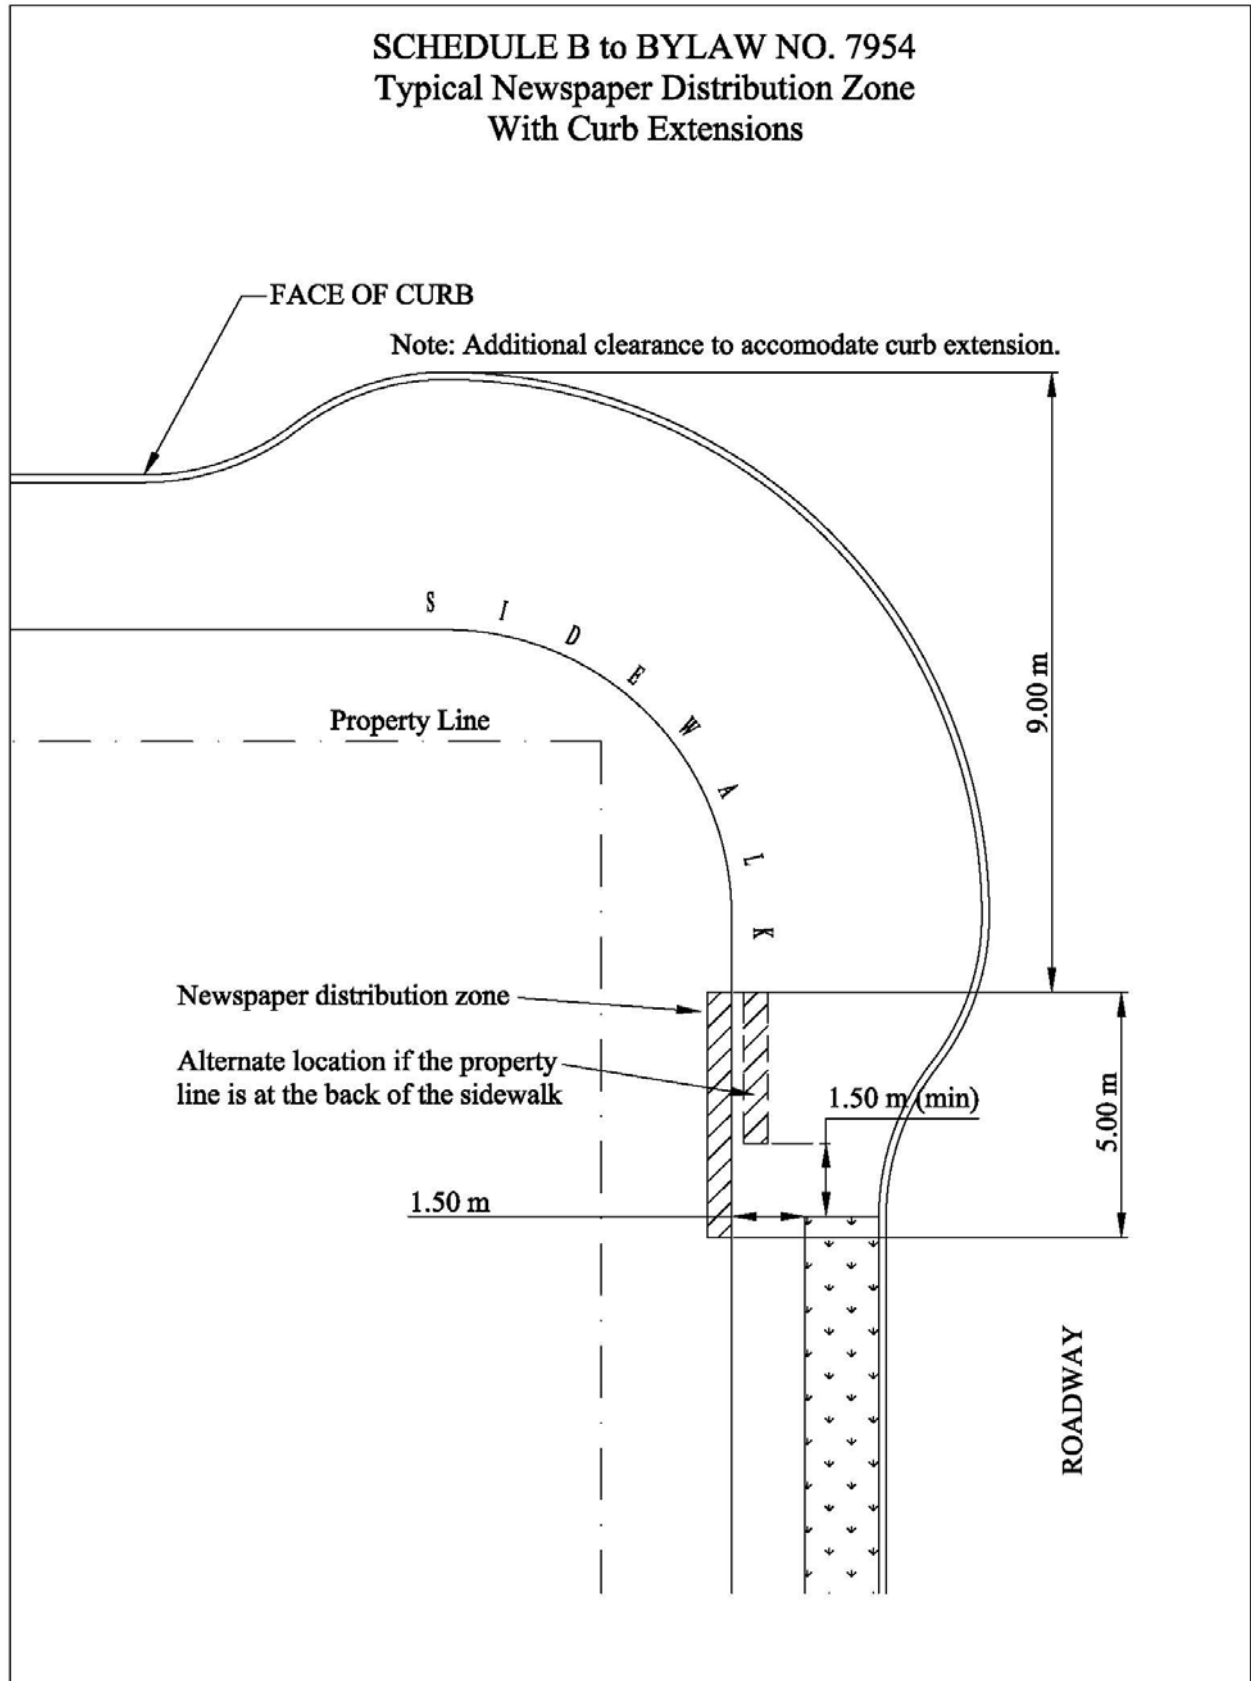 SCHEDULE B to BYLAW NO. 7954
Typical Newspaper Distribution Zone
With Curb Extensions
FACE OF CURB
Note: Additional clearance to accomodate curb extension.
SIDEWALK
9.00 m
Property Line
Newspaper distribution zone
Alternate location if the property
line is at the back of the sidewalk
1.50 m (min)
5.00 m
1.50 m
ROADWAY